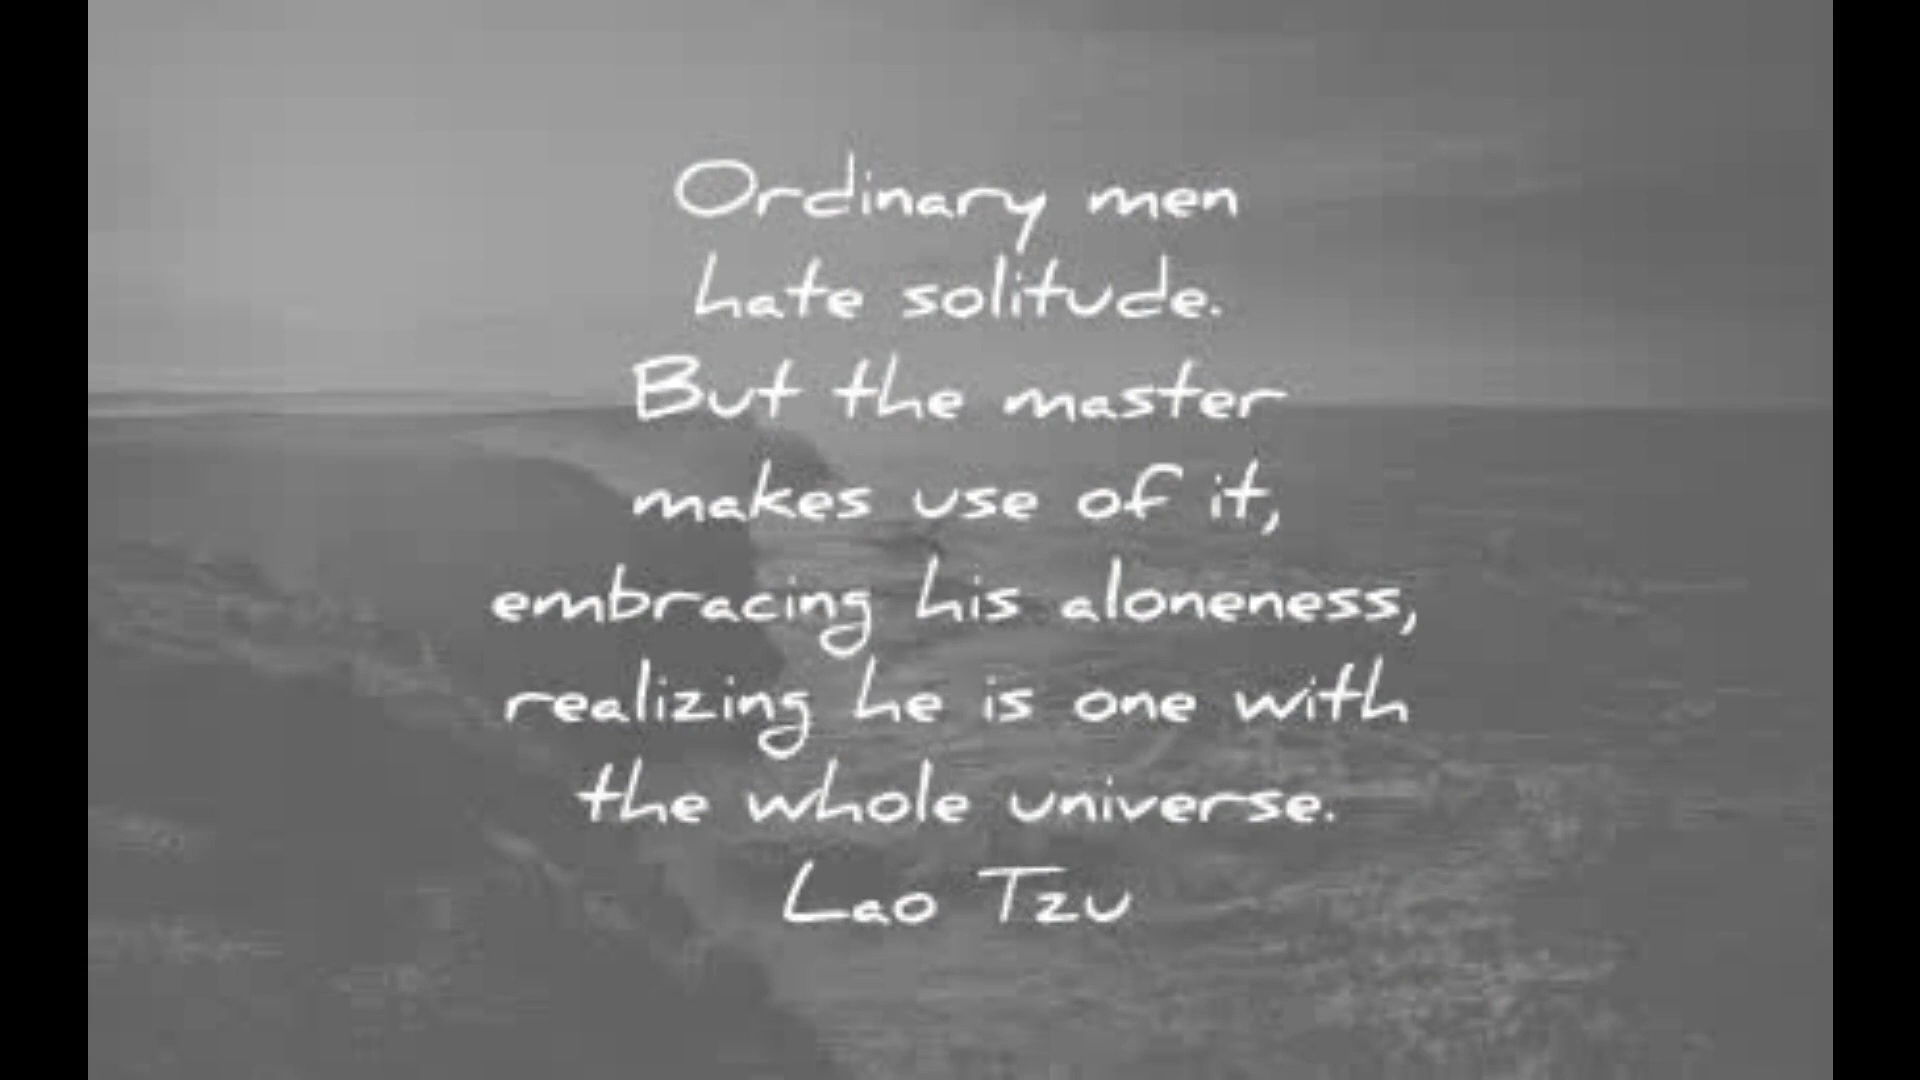 Ordinary men
hate solitude.
But the master
makes use of it,
embracing his aloneness,
realizing he is one with
the whole universe.
Lao Tzu